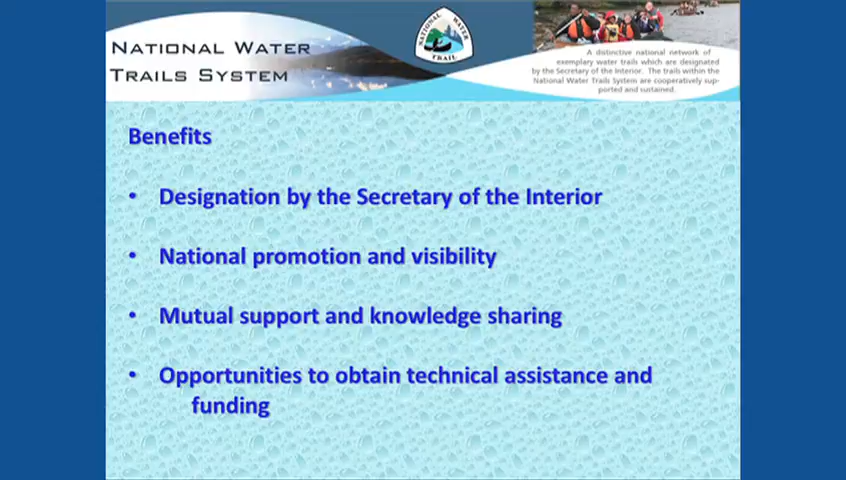 NATIONAL WATER
TRAILS SYSTEM
NATIONAL WATER
TRAIL
A distinctive national network of
exemplary water trails which are designated
by the Secretary of the Interior. The trails within the
National Water Trails System are cooperatively sup-
ported and sustained.
Benefits
• Designation by the Secretary of the Interior
• National promotion and visibility
• Mutual support and knowledge sharing
• Opportunities to obtain technical assistance and
funding